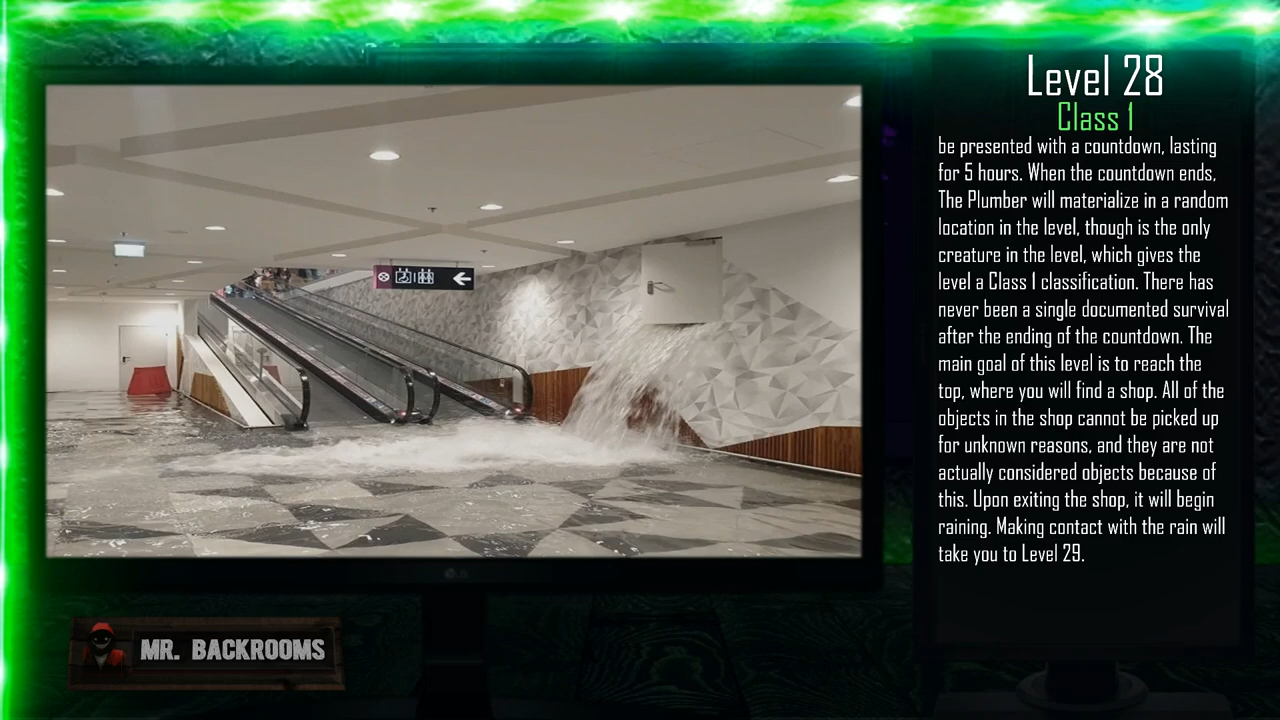 Level 28
Class 1
be presented with a countdown, lasting
for 5 hours. When the countdown ends,
The Plumber will materialize in a random
location in the level, though is the only
creature in the level, which gives the
level a Class 1 classification. There has
never been a single documented survival
after the ending of the countdown. The
main goal of this level is to reach the
top, where you will find a shop. All of the
objects in the shop cannot be picked up
for unknown reasons, and they are not
actually considered objects because of
this. Upon exiting the shop, it will begin
raining. Making contact with the rain will
take you to Level 29.
LG
MR. BACKROOMS